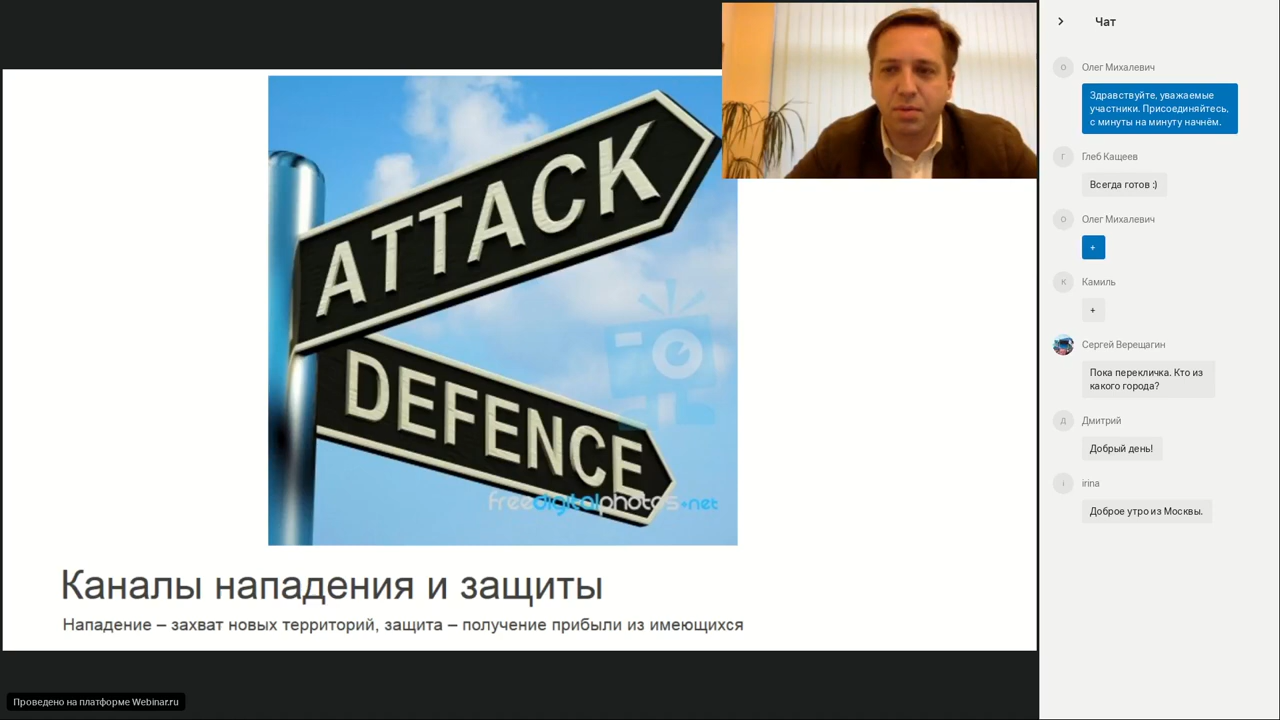 ATTACK
DEFENCE
freedigitalphotos.net
Каналы нападения и защиты
Нападение – захват новых территорий, защита – получение прибыли из имеющихся
Проведено на платформе Webinar.ru
Чат
О
Олег Михалевич
Здравствуйте, уважаемые
участники. Присоединяйтесь,
с минуты на минуту начнём.
Г
Глеб Кащеев
Всегда готов :)
О
Олег Михалевич
+
К
Камиль
+
Сергей Верещагин
Пока перекличка. Кто из
какого города?
Д
Дмитрий
Добрый день!
I
irina
Доброе утро из Москвы.